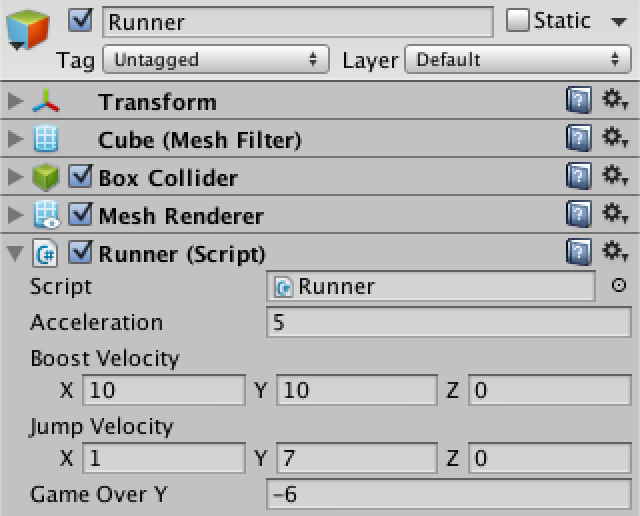 Runner Static
Tag Untagged Layer Default
Transform
Cube (Mesh Filter)
Box Collider
Mesh Renderer
Runner (Script)
Script Runner
Acceleration 5
Boost Velocity
X 10 Y 10 Z 0
Jump Velocity
X 1 Y 7 Z 0
Game Over Y -6